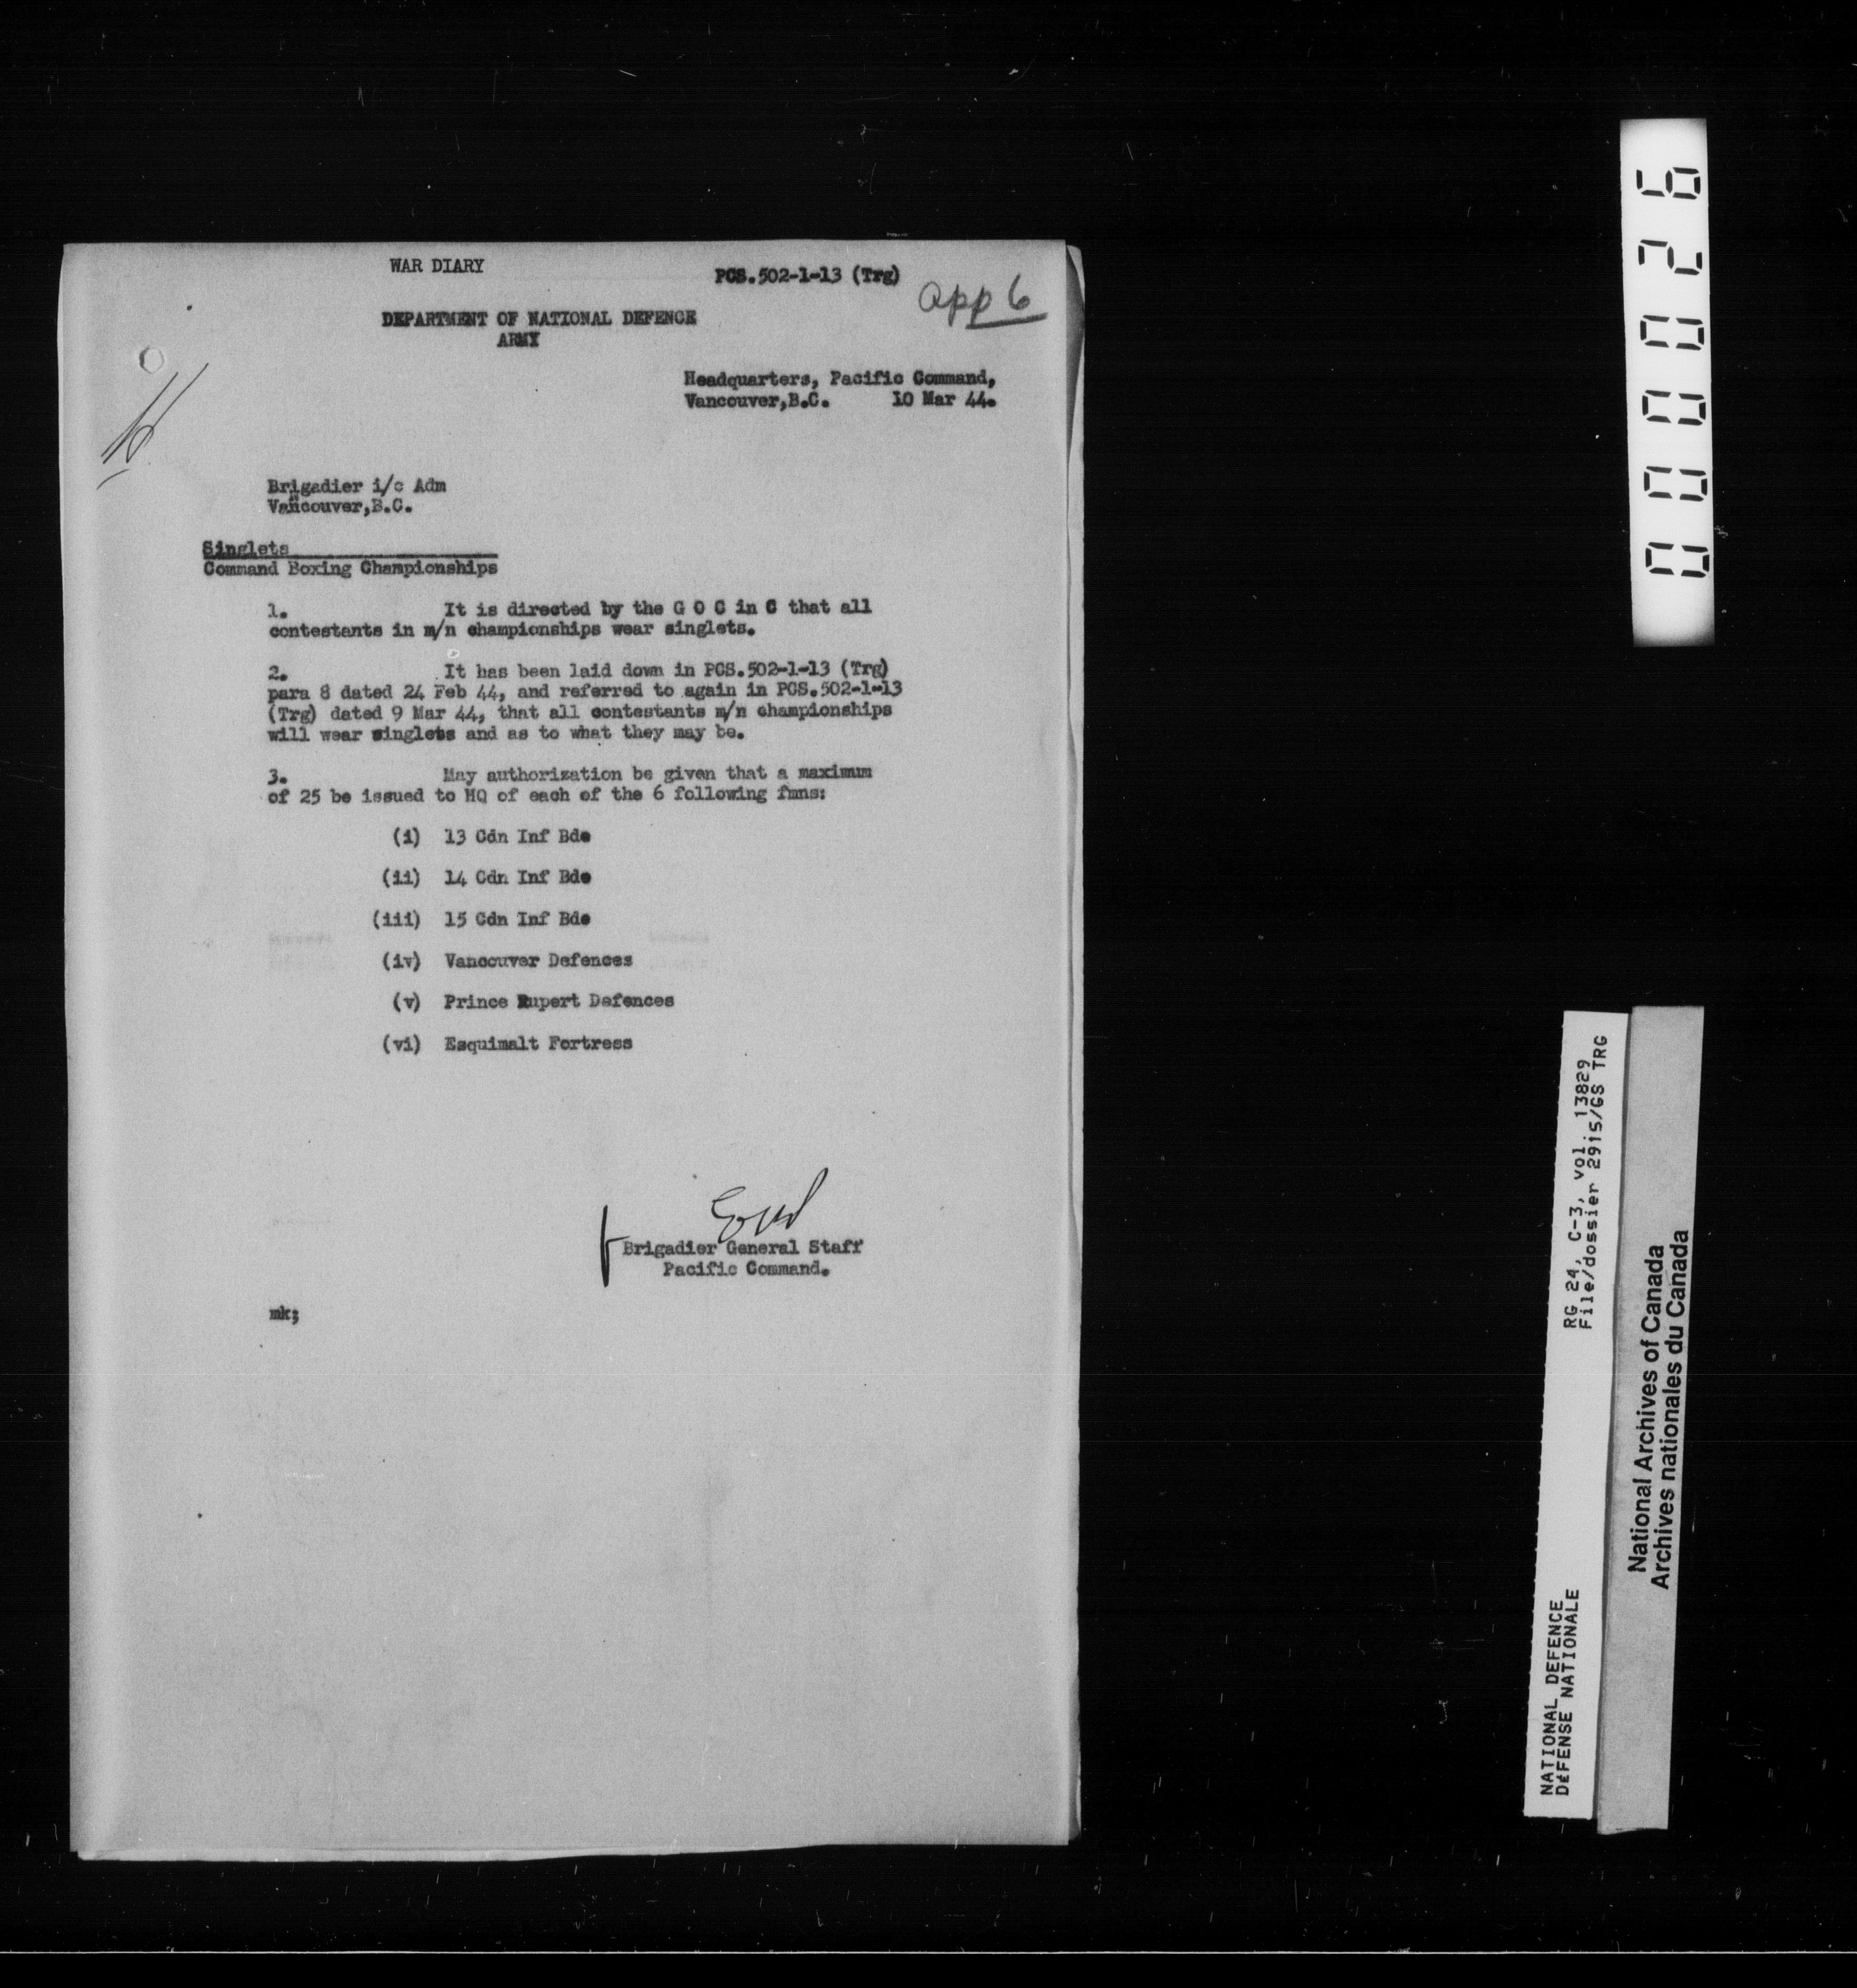 WAR DIARY
PCS.502-1-13 (Trg)
App 6
DEPARTMENT OF NATIONAL DEFENCE
ARMY
Headquarters, Pacific Command,
Vancouver,B.C. 10 Mar 44.
Brigadier i/c Adm
Vancouver,B.C.
Singlets
Command Boxing Championships
1. It is directed by the G O C in C that all
contestants in m/n championships wear singlets.
2. It has been laid down in PCS.502-1-13 (Trg)
para 8 dated 24 Feb 44, and referred to again in PCS.502-1-13
(Trg) dated 9 Mar 44, that all contestants m/n championships
will wear singlets and as to what they may be.
3. May authorization be given that a maximum
of 25 be issued to HQ of each of the 6 following fmns:
(i) 13 Cdn Inf Bde
(ii) 14 Cdn Inf Bde
(iii) 15 Cdn Inf Bde
(iv) Vancouver Defences
(v) Prince Rupert Defences
(vi) Esquimalt Fortress
Brigadier General Staff
Pacific Command.
mk;
000026
RG 24, C-3, vol. 13829
File/dossier 2915/GS TRG
NATIONAL DEFENCE
DéFENSE NATIONALE
National Archives of Canada
Archives nationales du Canada